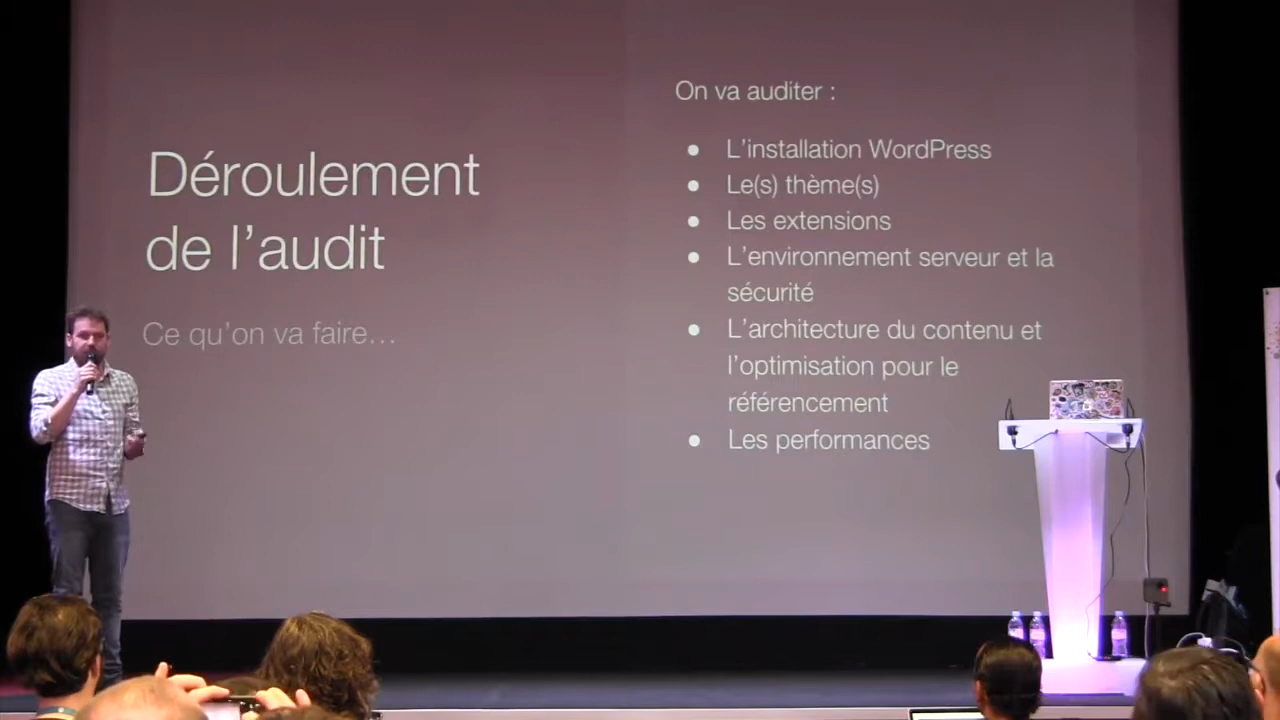 Déroulement
de l’audit
Ce qu’on va faire…
On va auditer :
● L’installation WordPress
● Le(s) thème(s)
● Les extensions
● L’environnement serveur et la
sécurité
● L’architecture du contenu et
l’optimisation pour le
référencement
● Les performances